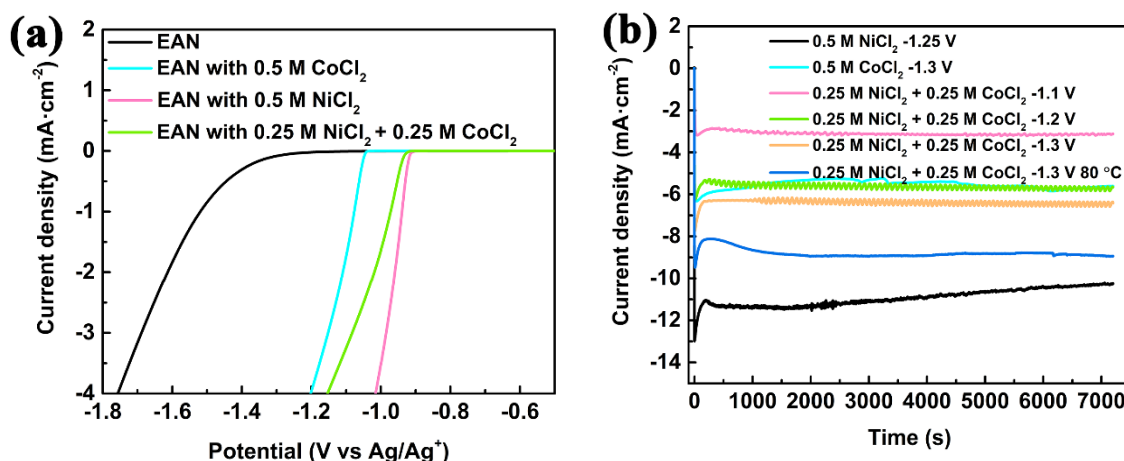 (a)
EAN
EAN with 0.5 M CoCl₂
EAN with 0.5 M NiCl₂
EAN with 0.25 M NiCl₂ + 0.25 M CoCl₂
Current density (mA·cm⁻²)
2
1
0
-1
-2
-3
-4
-1.8 -1.6 -1.4 -1.2 -1.0 -0.8 -0.6
Potential (V vs Ag/Ag⁺)
(b)
0.5 M NiCl₂ -1.25 V
0.5 M CoCl₂ -1.3 V
0.25 M NiCl₂ + 0.25 M CoCl₂ -1.1 V
0.25 M NiCl₂ + 0.25 M CoCl₂ -1.2 V
0.25 M NiCl₂ + 0.25 M CoCl₂ -1.3 V
0.25 M NiCl₂ + 0.25 M CoCl₂ -1.3 V 80 °C
Current density (mA·cm⁻²)
4
2
0
-2
-4
-6
-8
-10
-12
-14
0 1000 2000 3000 4000 5000 6000 7000
Time (s)